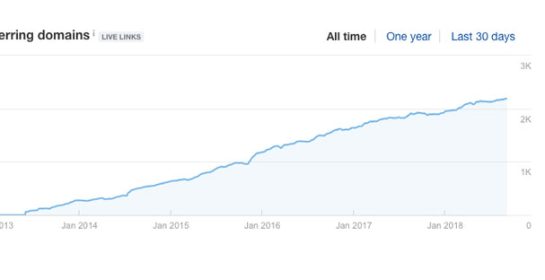 erring domains i LIVE LINKS All time One year Last 30 days
3K
2K
1K
013 Jan 2014 Jan 2015 Jan 2016 Jan 2017 Jan 2018 0